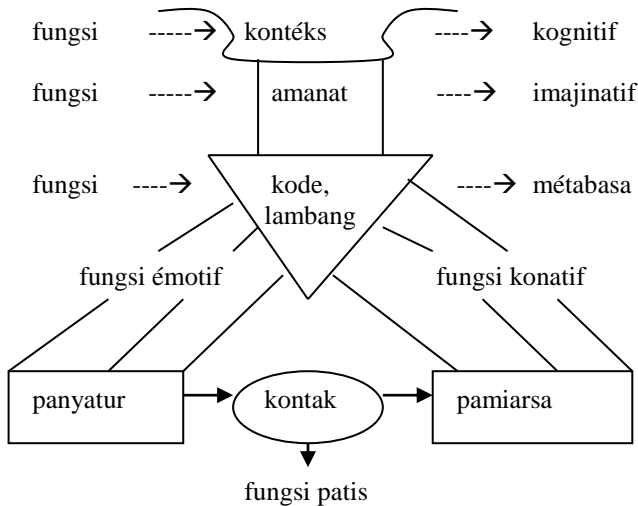 fungsi -----→ kontéks -----→ kognitif
fungsi -----→ amanat -----→ imajinatif
fungsi ----→ kode, ----→ métabasa
lambang
fungsi émotif fungsi konatif
panyatur kontak pamiarsa
fungsi patis